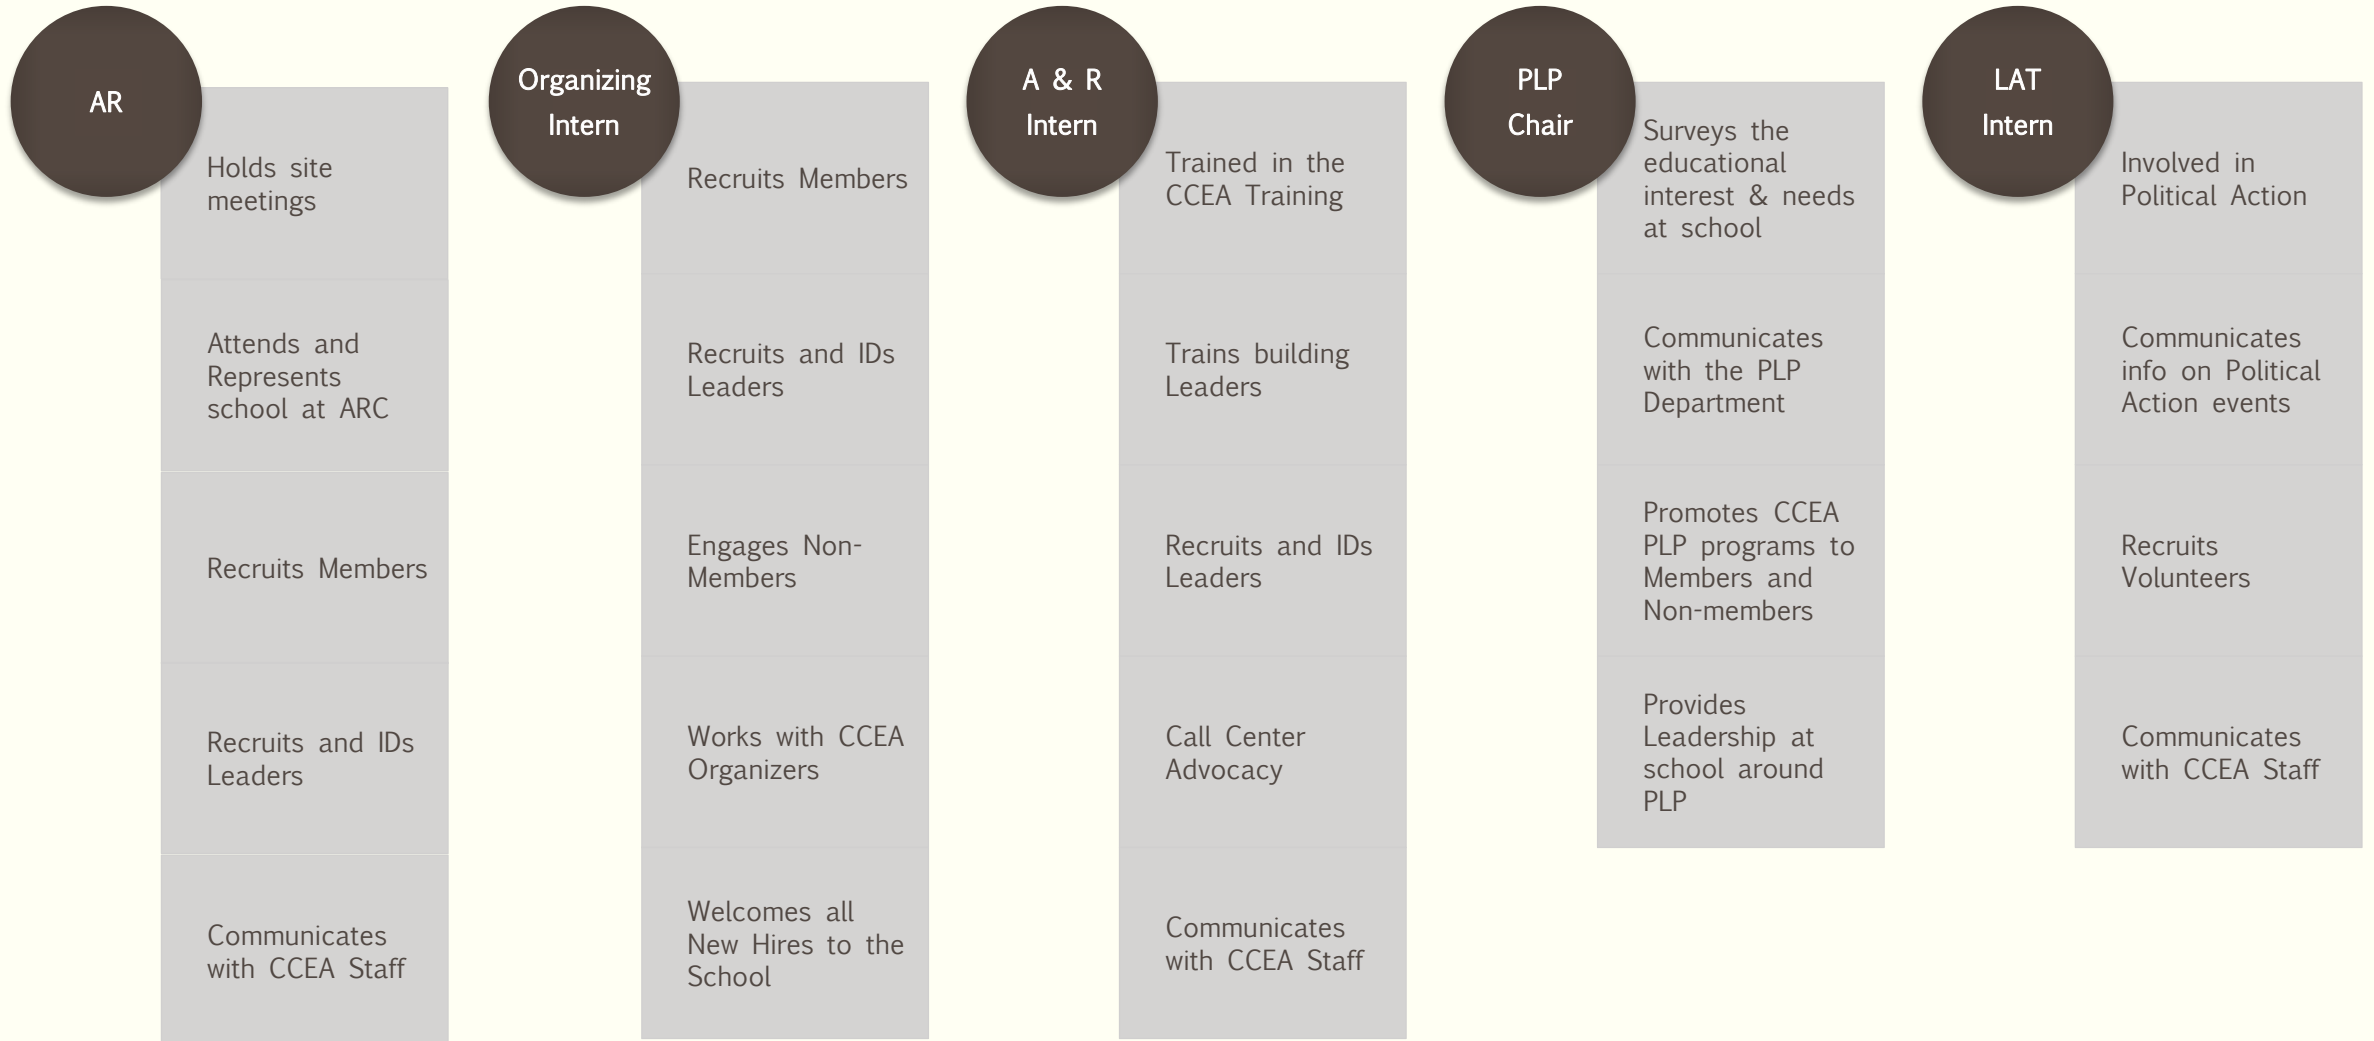 AR
Holds site
meetings
Attends and
Represents
school at ARC
Recruits Members
Recruits and IDs
Leaders
Communicates
with CCEA Staff
Organizing
Intern
Recruits Members
Recruits and IDs
Leaders
Engages Non-
Members
Works with CCEA
Organizers
Welcomes all
New Hires to the
School
A & R
Intern
Trained in the
CCEA Training
Trains building
Leaders
Recruits and IDs
Leaders
Call Center
Advocacy
Communicates
with CCEA Staff
PLP
Chair
Surveys the
educational
interest & needs
at school
Communicates
with the PLP
Department
Promotes CCEA
PLP programs to
Members and
Non-members
Provides
Leadership at
school around
PLP
LAT
Intern
Involved in
Political Action
Communicates
info on Political
Action events
Recruits
Volunteers
Communicates
with CCEA Staff